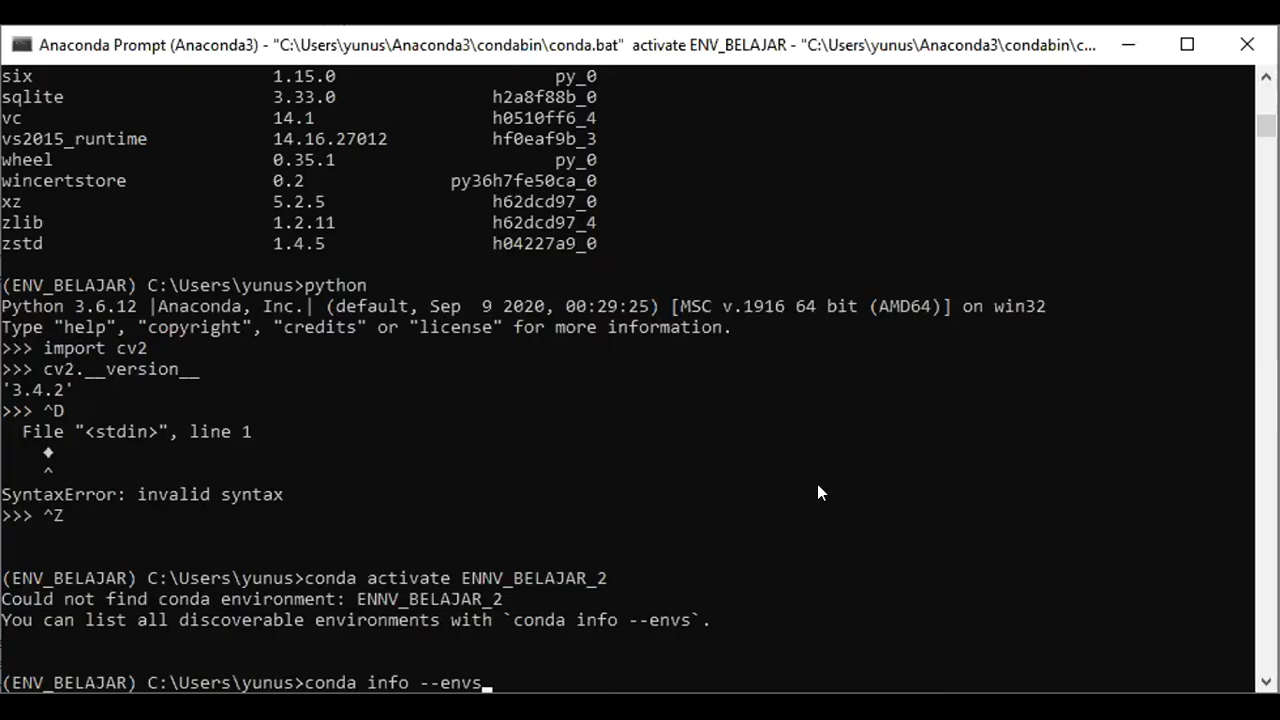 Anaconda Prompt (Anaconda3) - "C:\Users\yunus\Anaconda3\condabin\conda.bat"  activate ENV_BELAJAR - "C:\Users\yunus\Anaconda3\condabin\c...
six 1.15.0 py_0
sqlite 3.33.0 h2a8f88b_0
vc 14.1 h0510ff6_4
vs2015_runtime 14.16.27012 hf0eaf9b_3
wheel 0.35.1 py_0
wincertstore 0.2 py36h7fe50ca_0
xz 5.2.5 h62dcd97_0
zlib 1.2.11 h62dcd97_4
zstd 1.4.5 h04227a9_0
(ENV_BELAJAR) C:\Users\yunus>python
Python 3.6.12 |Anaconda, Inc.| (default, Sep  9 2020, 00:29:25) [MSC v.1916 64 bit (AMD64)] on win32
Type "help", "copyright", "credits" or "license" for more information.
>>> import cv2
>>> cv2.__version__
'3.4.2'
>>> ^D
  File "<stdin>", line 1
    ♦
    ^
SyntaxError: invalid syntax
>>> ^Z
(ENV_BELAJAR) C:\Users\yunus>conda activate ENNV_BELAJAR_2
Could not find conda environment: ENNV_BELAJAR_2
You can list all discoverable environments with `conda info --envs`.
(ENV_BELAJAR) C:\Users\yunus>conda info --envs